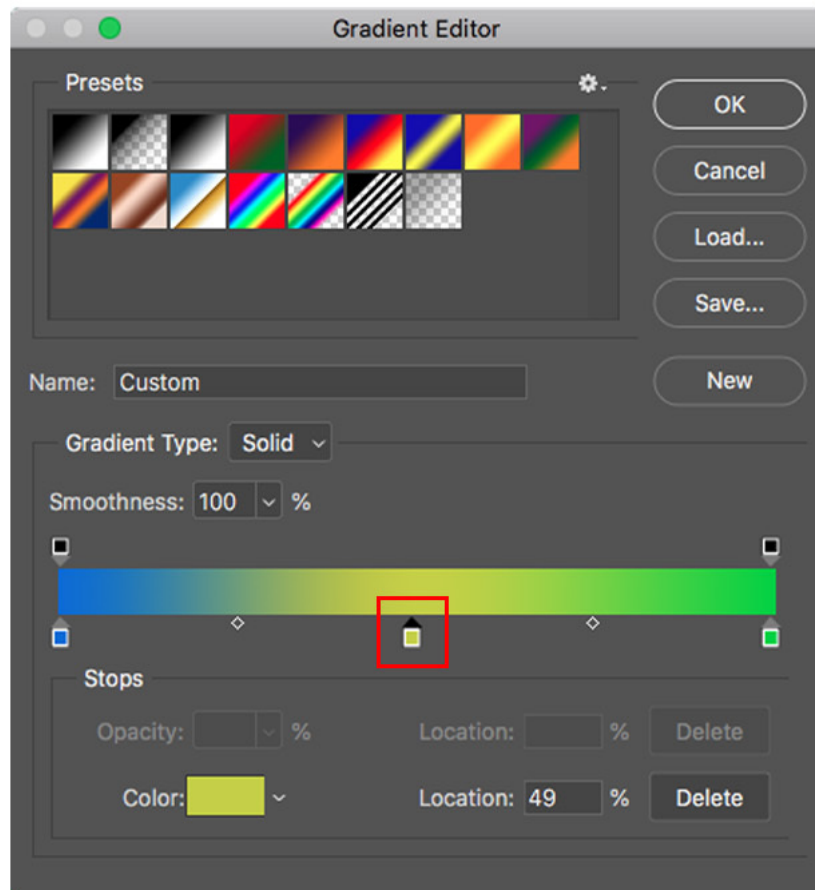 Gradient Editor
Presets
OK
Cancel
Load...
Save...
Name: Custom
New
Gradient Type: Solid
Smoothness: 100 %
Stops
Opacity: % Location: % Delete
Color: Location: 49 % Delete